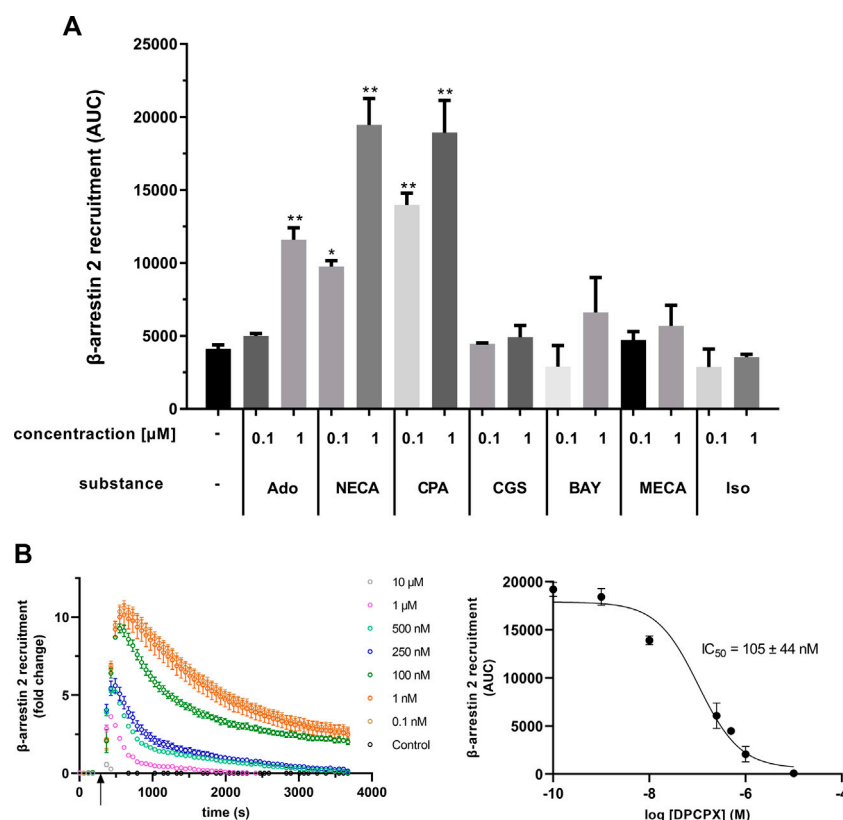 A
β-arrestin 2 recruitment (AUC)
25000
20000
15000
10000
5000
0
**
*
**
**
**
concentraction [µM]
- 0.1 1 0.1 1 0.1 1 0.1 1 0.1 1 0.1 1 0.1 1
substance
- Ado NECA CPA CGS BAY MECA Iso
B
β-arrestin 2 recruitment
(fold change)
10
5
0
0 1000 2000 3000 4000
time (s)
10 µM
1 µM
500 nM
250 nM
100 nM
1 nM
0.1 nM
Control
β-arrestin 2 recruitment
(AUC)
20000
15000
10000
5000
0
IC50 = 105 ± 44 nM
-10 -8 -6 -4
log [DPCPX] (M)